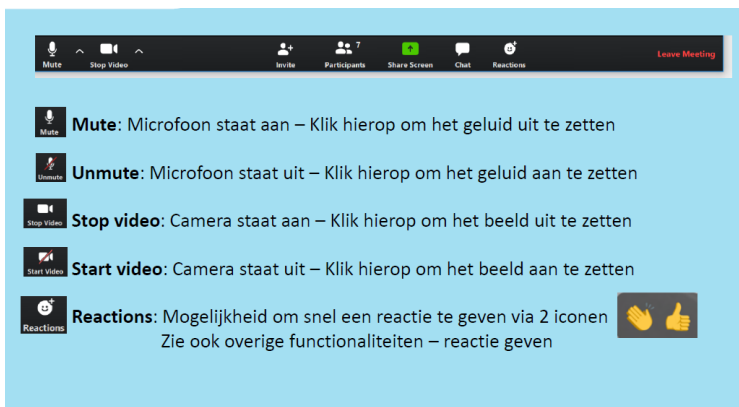 Mute Stop Video Invite Participants 7 Share Screen Chat Reactions Leave Meeting
Mute Mute: Microfoon staat aan – Klik hierop om het geluid uit te zetten
Unmute Unmute: Microfoon staat uit – Klik hierop om het geluid aan te zetten
Stop Video Stop video: Camera staat aan – Klik hierop om het beeld uit te zetten
Start Video Start video: Camera staat uit – Klik hierop om het beeld aan te zetten
Reactions Reactions: Mogelijkheid om snel een reactie te geven via 2 iconen
Zie ook overige functionaliteiten – reactie geven